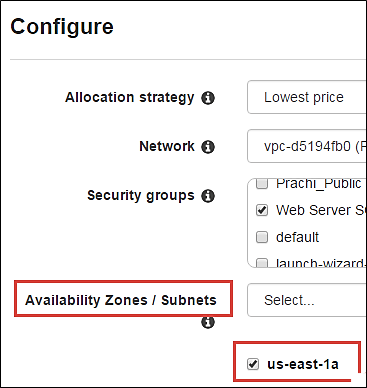 Configure
Allocation strategy
Lowest price
Network
vpc-d5194fb0
Security groups
Prachi_Public
Web Server
default
launch-wizard-
Availability Zones / Subnets
Select...
us-east-1a